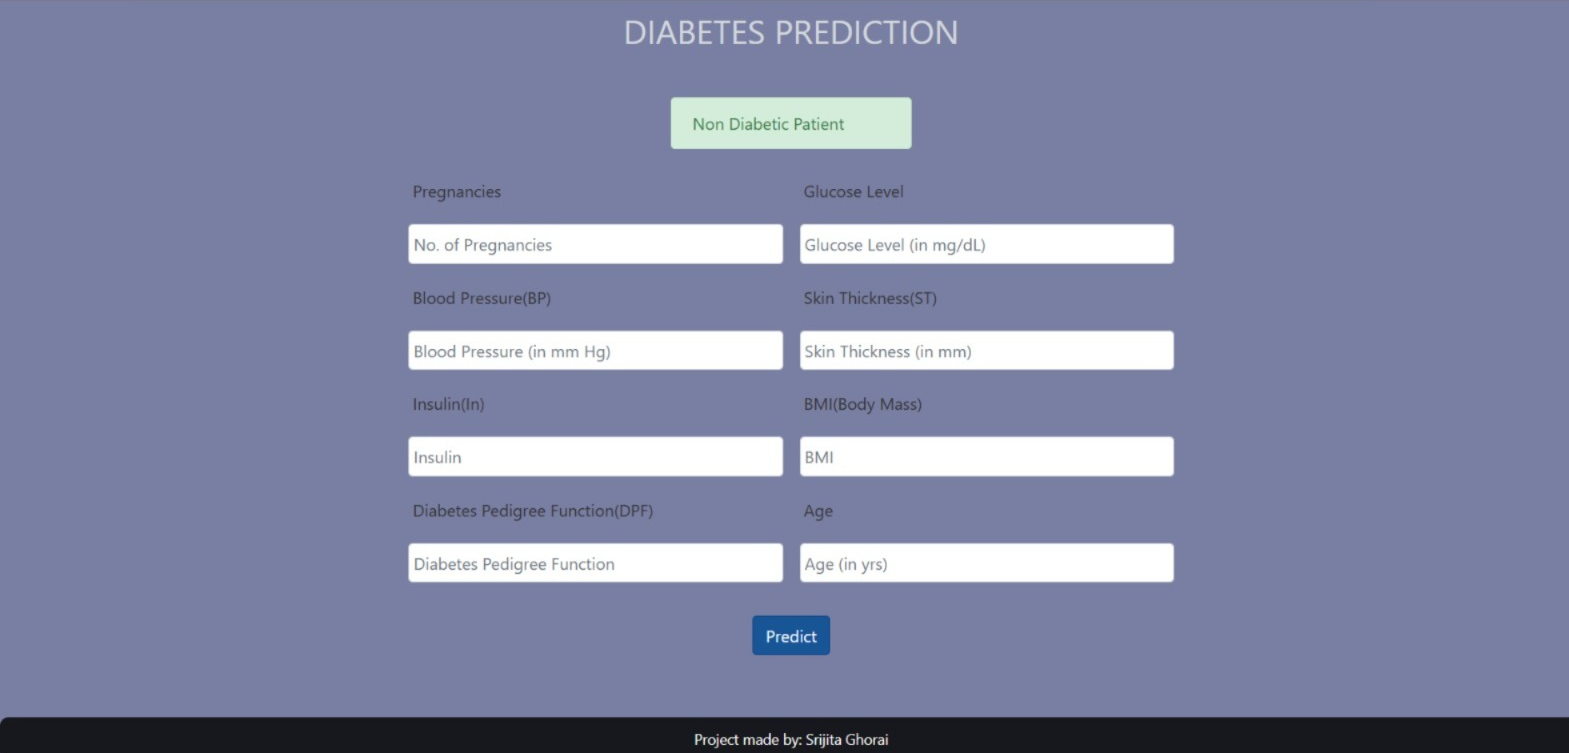 DIABETES PREDICTION
Non Diabetic Patient
Pregnancies
Glucose Level
No. of Pregnancies
Glucose Level (in mg/dL)
Blood Pressure(BP)
Skin Thickness(ST)
Blood Pressure (in mm Hg)
Skin Thickness (in mm)
Insulin(In)
BMI(Body Mass)
Insulin
BMI
Diabetes Pedigree Function(DPF)
Age
Diabetes Pedigree Function
Age (in yrs)
Predict
Project made by: Srijita Ghorai